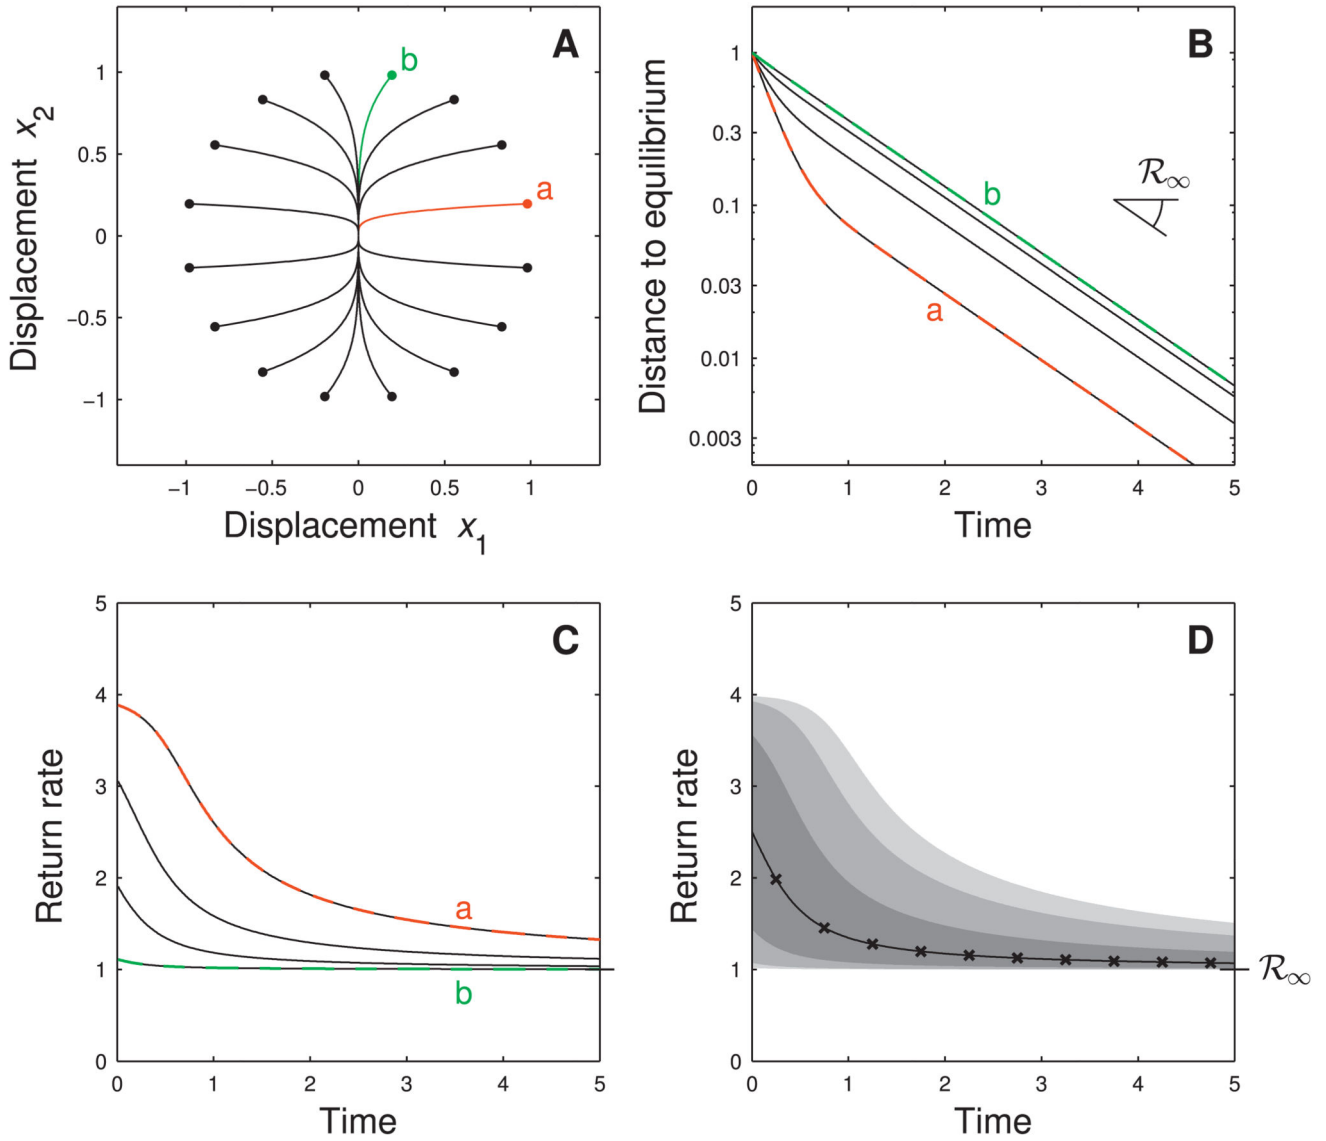 A
b
a
1
0.5
0
−0.5
−1
−1
−0.5
0
0.5
1
Displacement x₂
Displacement x₁
B
b
a
ℛ∞
1
0.3
0.1
0.03
0.01
0.003
0
1
2
3
4
5
Distance to equilibrium
Time
C
a
b
5
4
3
2
1
0
0
1
2
3
4
5
Return rate
Time
D
5
4
3
2
1
0
ℛ∞
0
1
2
3
4
5
Return rate
Time